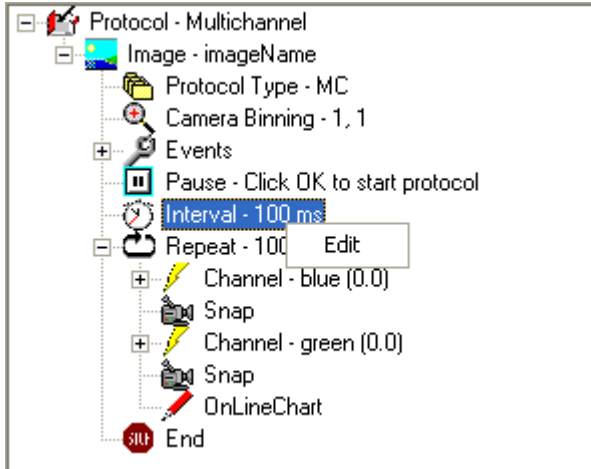 Protocol - Multichannel
Image - imageName
Protocol Type - MC
Camera Binning - 1, 1
Events
Pause - Click OK to start protocol
Interval - 100 ms
Repeat - 100
Edit
Channel - blue (0.0)
Snap
Channel - green (0.0)
Snap
OnLineChart
End